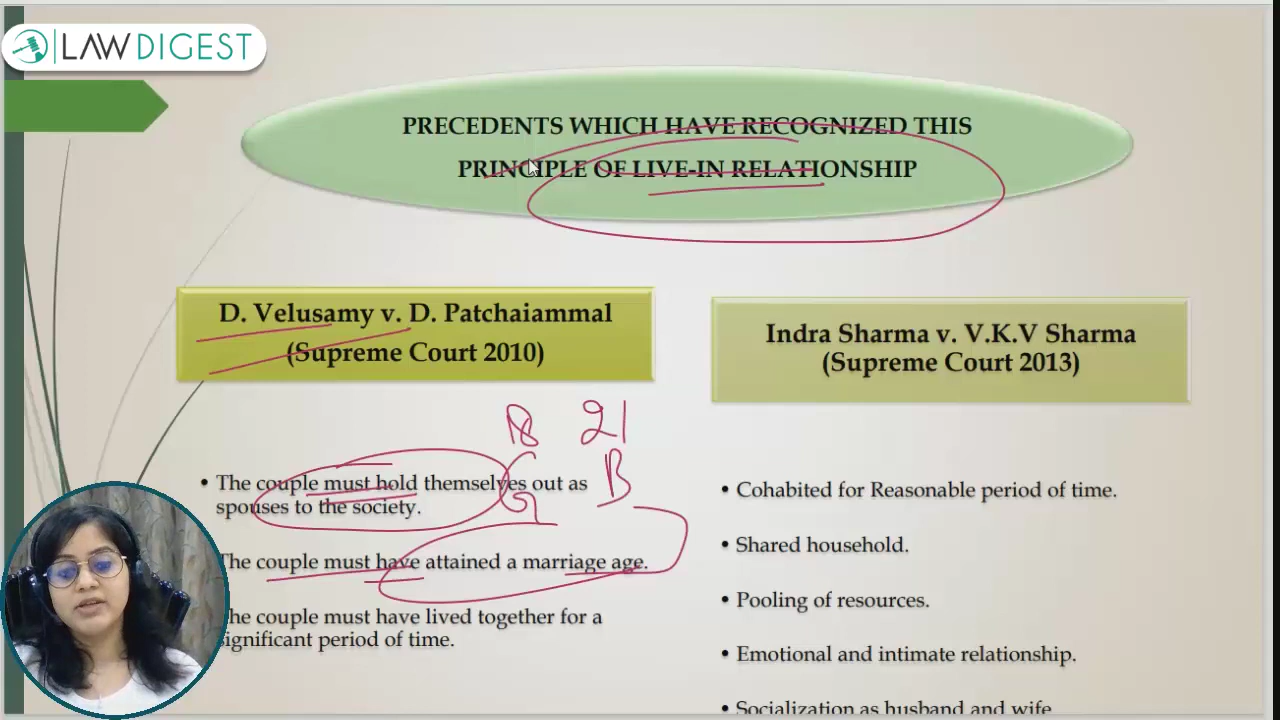 LAW DIGEST
PRECEDENTS WHICH HAVE RECOGNIZED THIS
PRINCIPLE OF LIVE-IN RELATIONSHIP
D. Velusamy v. D. Patchaiammal
(Supreme Court 2010)
18 21
G B
• The couple must hold themselves out as
spouses to the society.
The couple must have attained a marriage age.
The couple must have lived together for a
significant period of time.
Indra Sharma v. V.K.V Sharma
(Supreme Court 2013)
• Cohabited for Reasonable period of time.
• Shared household.
• Pooling of resources.
• Emotional and intimate relationship.
• Socialization as husband and wife